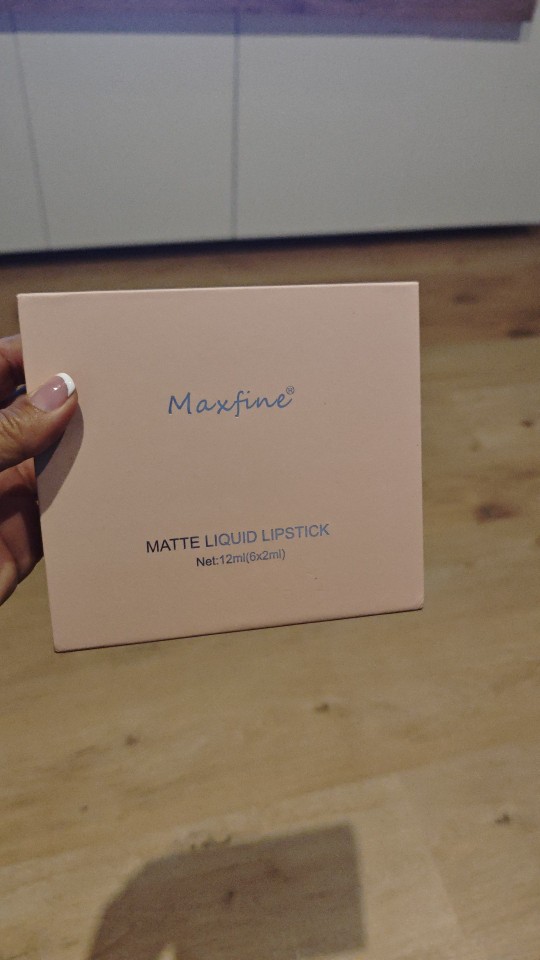 Maxfine®
MATTE LIQUID LIPSTICK
Net:12ml(6x2ml)